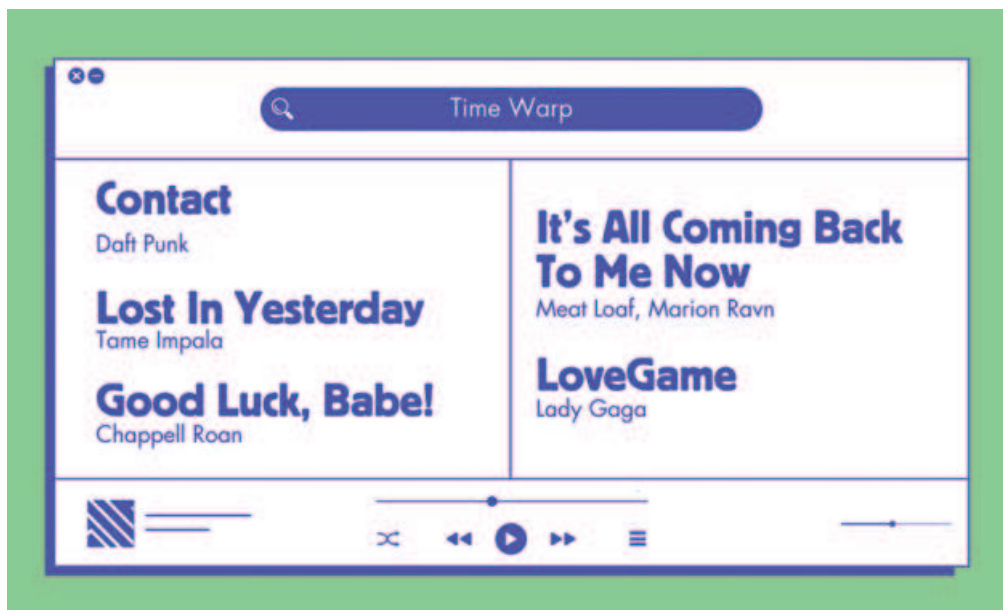 Time Warp
Contact
Daft Punk
Lost In Yesterday
Tame Impala
Good Luck, Babe!
Chappell Roan
It's All Coming Back
To Me Now
Meat Loaf, Marion Ravn
LoveGame
Lady Gaga